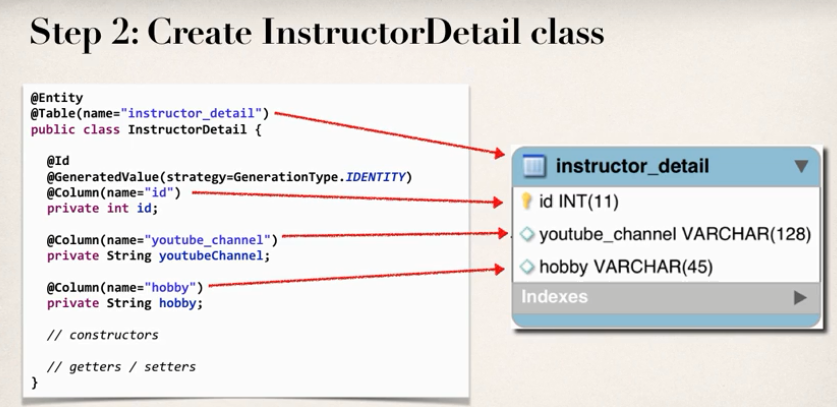 Step 2: Create InstructorDetail class
@Entity
@Table(name="instructor_detail")
public class InstructorDetail {
@Id
@GeneratedValue(strategy=GenerationType.IDENTITY)
@Column(name="id")
private int id;
@Column(name="youtube_channel")
private String youtubeChannel;
@Column(name="hobby")
private String hobby;
// constructors
// getters / setters
}
instructor_detail
id INT(11)
youtube_channel VARCHAR(128)
hobby VARCHAR(45)
Indexes